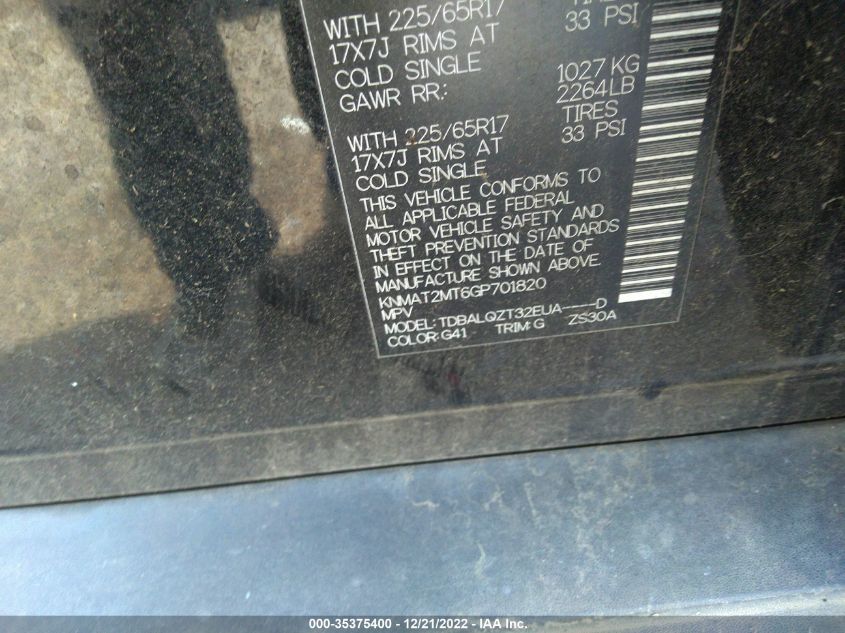 WITH 225/65R17
17X7J RIMS AT 33 PSI
COLD SINGLE
GAWR RR: 1027 KG
2264LB
WITH 225/65R17 TIRES
17X7J RIMS AT 33 PSI
COLD SINGLE
THIS VEHICLE CONFORMS TO
ALL APPLICABLE FEDERAL
MOTOR VEHICLE SAFETY AND
THEFT PREVENTION STANDARDS
IN EFFECT ON THE DATE OF
MANUFACTURE SHOWN ABOVE.
KNMAT2MT6GP701820
MPV
MODEL: TDBALQZT32EUA-----D
COLOR: G41 TRIM: G ZS30A
000-35375400 - 12/21/2022 - IAA Inc.